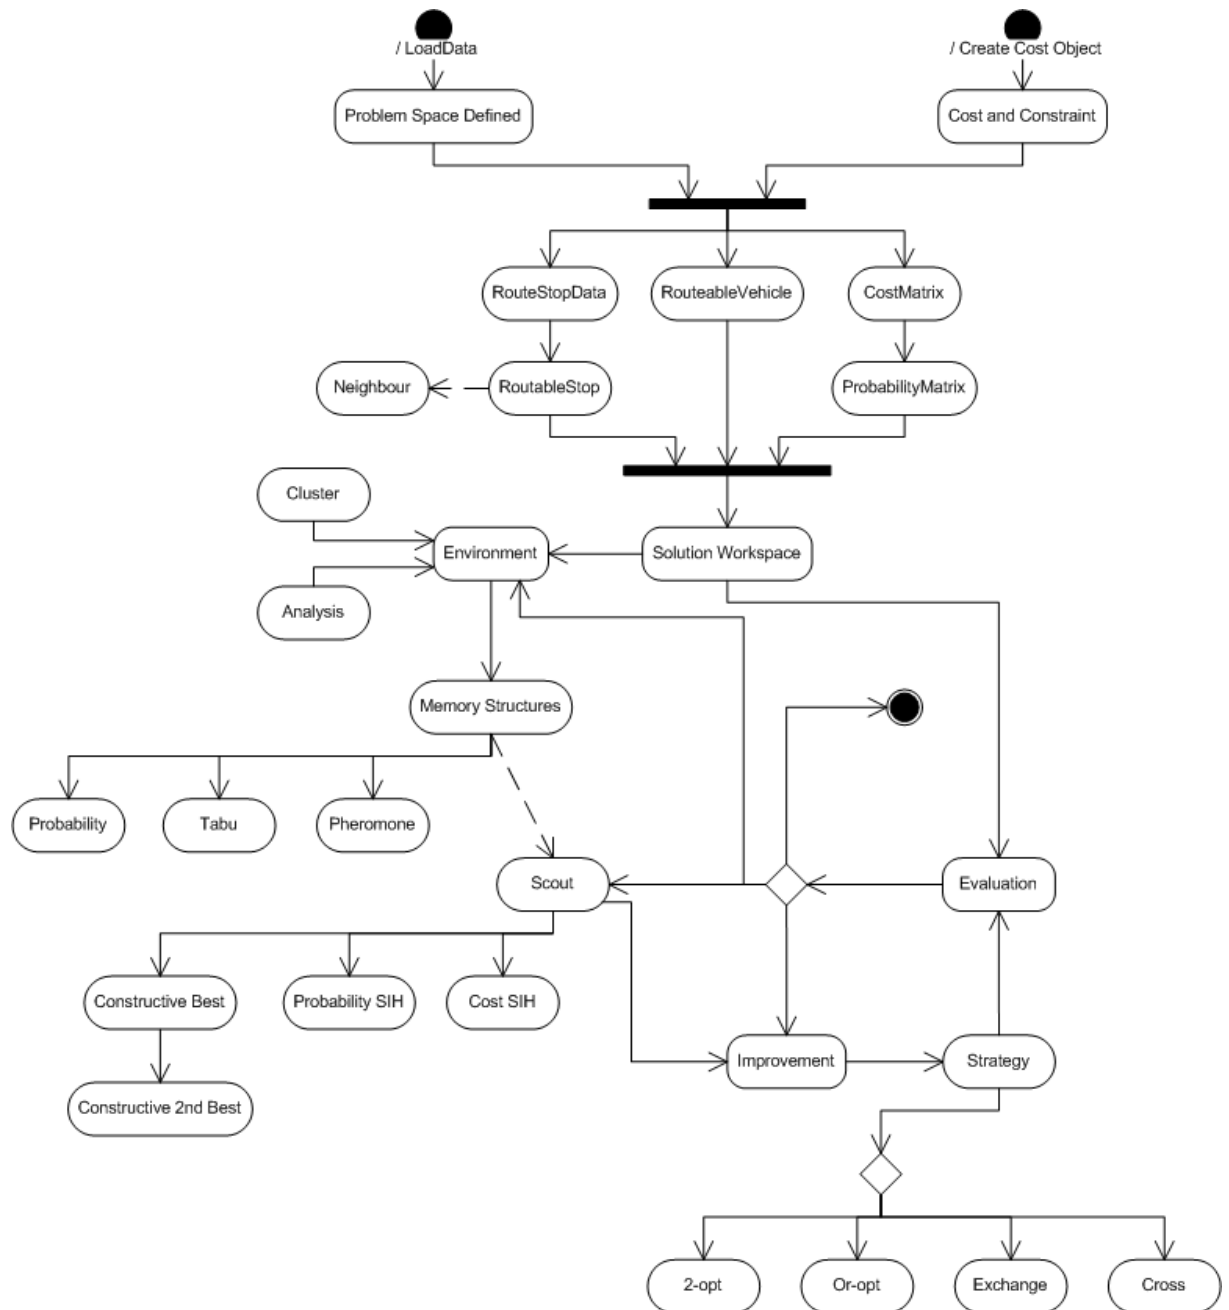 / LoadData
/ Create Cost Object
Problem Space Defined
Cost and Constraint
RouteStopData
RouteableVehicle
CostMatrix
Neighbour
RoutableStop
ProbabilityMatrix
Cluster
Environment
Solution Workspace
Analysis
Memory Structures
Probability
Tabu
Pheromone
Scout
Evaluation
Constructive Best
Probability SIH
Cost SIH
Improvement
Strategy
Constructive 2nd Best
2-opt
Or-opt
Exchange
Cross